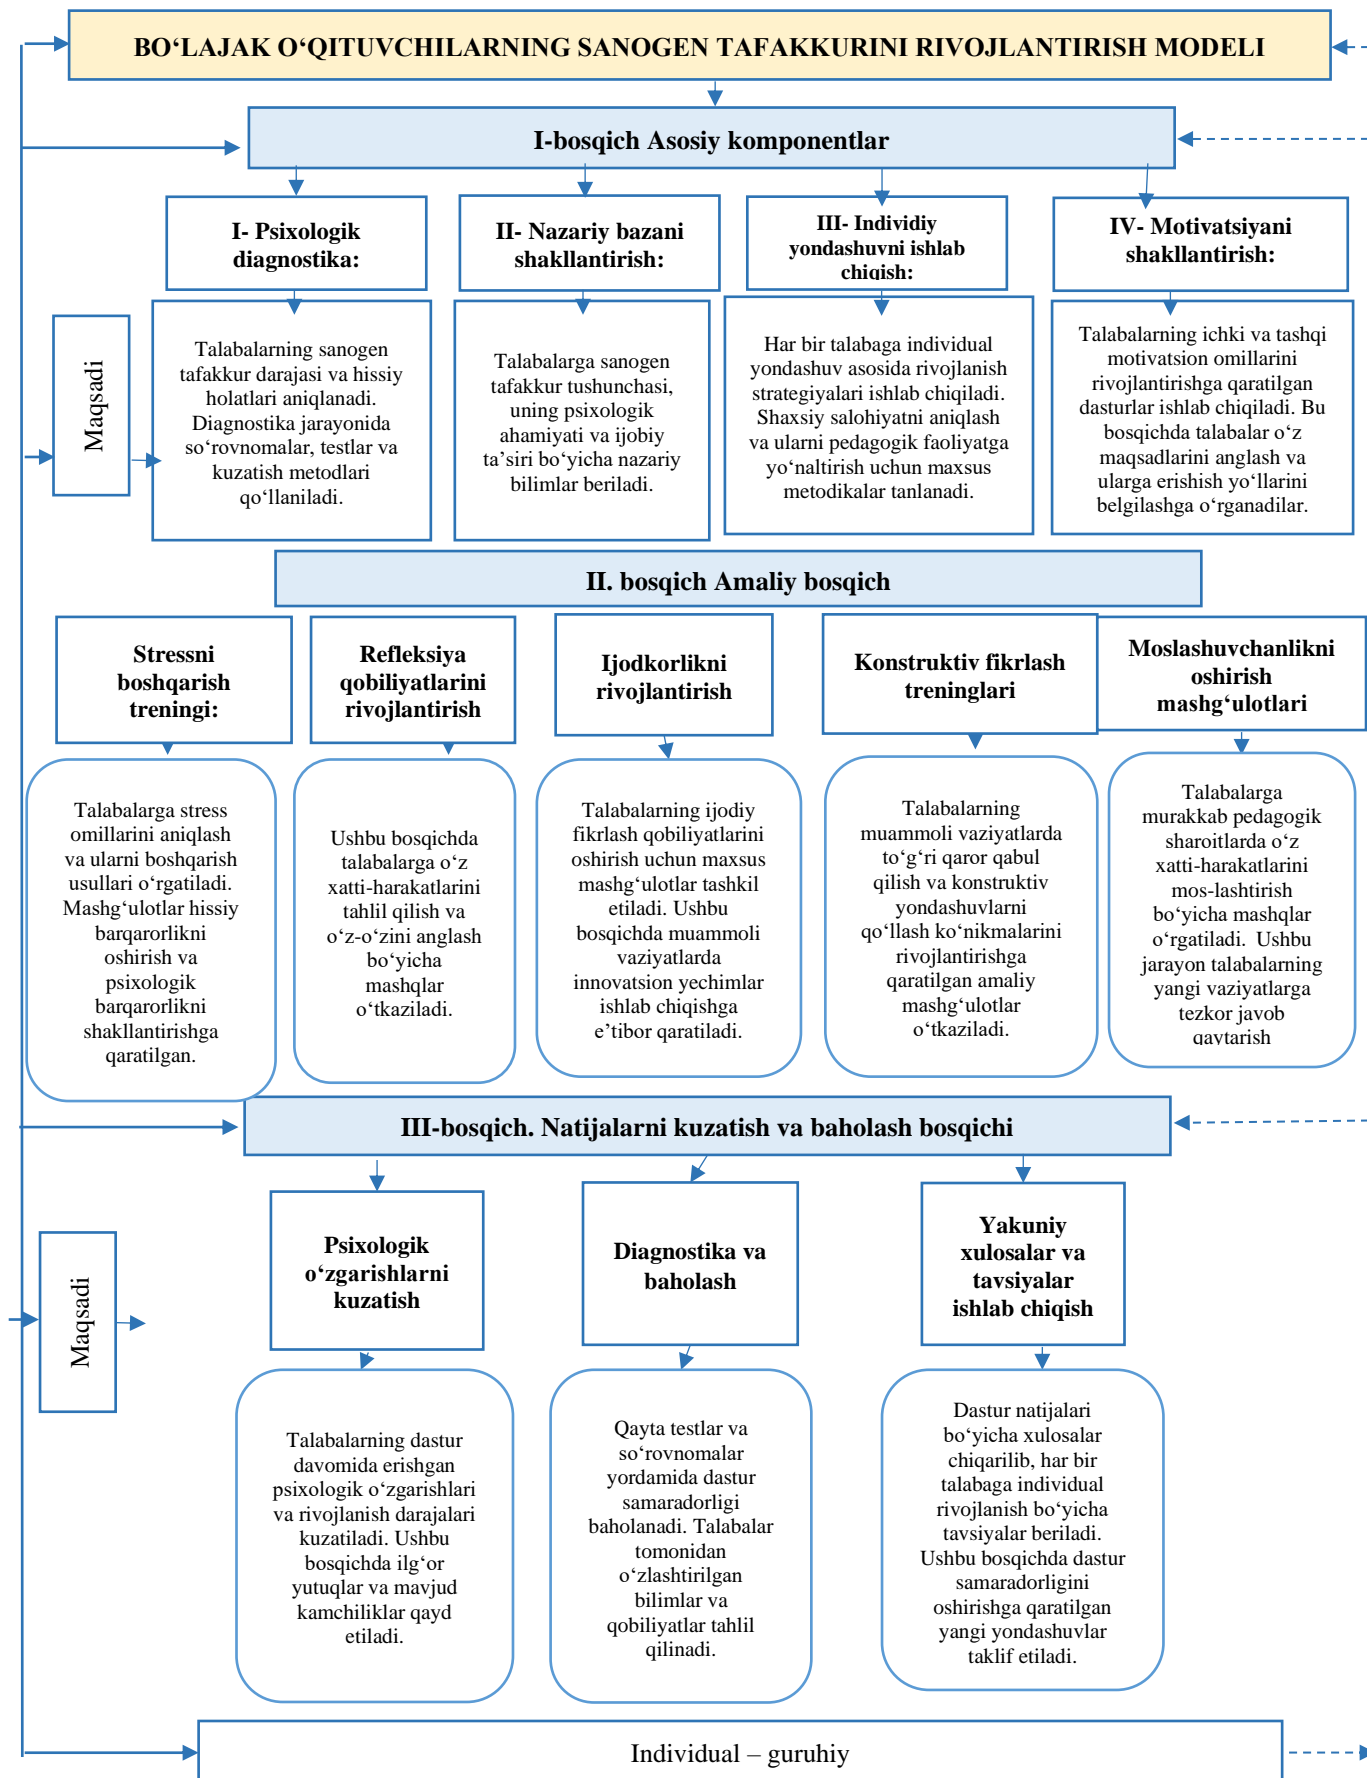 BO‘LAJAK O‘QITUVCHILARNING SANOGEN TAFAKKURINI RIVOJLANTIRISH MODELI
I-bosqich Asosiy komponentlar
I- Psixologik
diagnostika:
II- Nazariy bazani
shakllantirish:
III- Individiy
yondashuvni ishlab
chiqish:
IV- Motivatsiyani
shakllantirish:
Maqsadi
Talabalarning sanogen
tafakkur darajasi va hissiy
holatlari aniqlanadi.
Diagnostika jarayonida
so‘rovnomalar, testlar va
kuzatish metodlari
qo‘llaniladi.
Talabalarga sanogen
tafakkur tushunchasi,
uning psixologik
ahamiyati va ijobiy
ta’siri bo‘yicha nazariy
bilimlar beriladi.
Har bir talabaga individual
yondashuv asosida rivojlanish
strategiyalari ishlab chiqiladi.
Shaxsiy salohiyatni aniqlash
va ularni pedagogik faoliyatga
yo‘naltirish uchun maxsus
metodikalar tanlanadi.
Talabalarning ichki va tashqi
motivatsion omillarini
rivojlantirishga qaratilgan
dasturlar ishlab chiqiladi. Bu
bosqichda talabalar o‘z
maqsadlarini anglash va
ularga erishish yo‘llarini
belgilashga o‘rganadilar.
II. bosqich Amaliy bosqich
Stressni
boshqarish
treningi:
Refleksiya
qobiliyatlarini
rivojlantirish
Ijodkorlikni
rivojlantirish
Konstruktiv fikrlash
treninglari
Moslashuvchanlikni
oshirish
mashg‘ulotlari
Talabalarga stress
omillarini aniqlash
va ularni boshqarish
usullari o‘rgatiladi.
Mashg‘ulotlar hissiy
barqarorlikni
oshirish va
psixologik
barqarorlikni
shakllantirishga
qaratilgan.
Ushbu bosqichda
talabalarga o‘z
xatti-harakatlarini
tahlil qilish va
o‘z-o‘zini anglash
bo‘yicha
mashqlar
o‘tkaziladi.
Talabalarning ijodiy
fikrlash qobiliyatlarini
oshirish uchun maxsus
mashg‘ulotlar tashkil
etiladi. Ushbu
bosqichda muammoli
vaziyatlarda
innovatsion yechimlar
ishlab chiqishga
e’tibor qaratiladi.
Talabalarning
muammoli vaziyatlarda
to‘g‘ri qaror qabul
qilish va konstruktiv
yondashuvlarni
qo‘llash ko‘nikmalarini
rivojlantirishga
qaratilgan amaliy
mashg‘ulotlar
o‘tkaziladi.
Talabalarga
murakkab pedagogik
sharoitlarda o‘z
xatti-harakatlarini
mos-lashtirish
bo‘yicha mashqlar
o‘rgatiladi. Ushbu
jarayon talabalarning
yangi vaziyatlarga
tezkor javob
qaytarish
III-bosqich. Natijalarni kuzatish va baholash bosqichi
Maqsadi
Psixologik
o‘zgarishlarni
kuzatish
Diagnostika va
baholash
Yakuniy
xulosalar va
tavsiyalar
ishlab chiqish
Talabalarning dastur
davomida erishgan
psixologik o‘zgarishlari
va rivojlanish darajalari
kuzatiladi. Ushbu
bosqichda ilg‘or
yutuqlar va mavjud
kamchiliklar qayd
etiladi.
Qayta testlar va
so‘rovnomalar
yordamida dastur
samaradorligi
baholanadi. Talabalar
tomonidan
o‘zlashtirilgan
bilimlar va
qobiliyatlar tahlil
qilinadi.
Dastur natijalari
bo‘yicha xulosalar
chiqarilib, har bir
talabaga individual
rivojlanish bo‘yicha
tavsiyalar beriladi.
Ushbu bosqichda dastur
samaradorligini
oshirishga qaratilgan
yangi yondashuvlar
taklif etiladi.
Individual – guruhiy